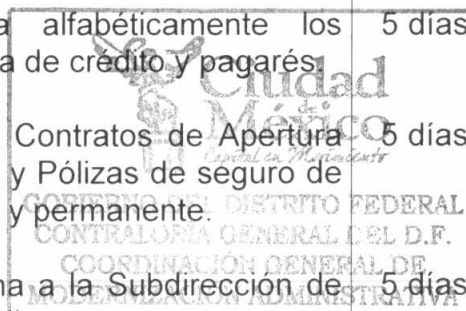 a alfabéticamente los 5 días
a de crédito y pagarés
Ciudad
de
México
Capital en Movimiento
Contratos de Apertura 5 días
y Pólizas de seguro de
y permanente.
GOBIERNO DEL DISTRITO FEDERAL
CONTRALORÍA GENERAL DEL D.F.
COORDINACIÓN GENERAL DE
MODERNIZACIÓN ADMINISTRATIVA
na a la Subdirección de 5 días